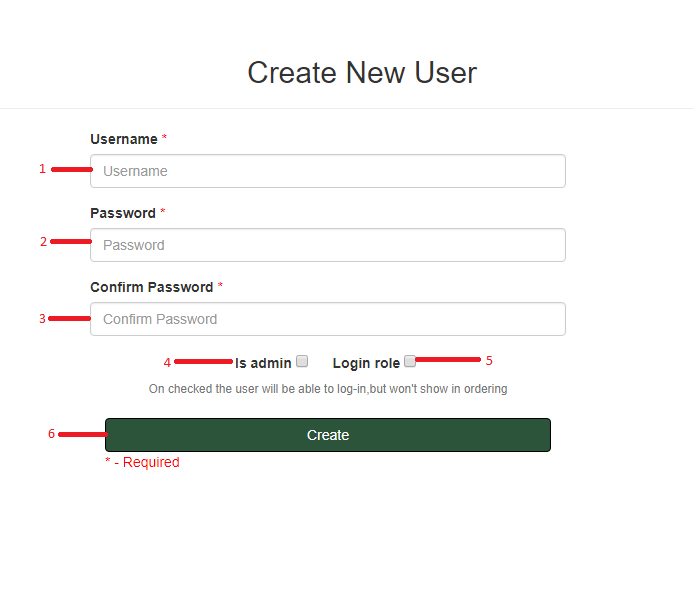 Create New User
Username *
1 Username
Password *
2 Password
Confirm Password *
3 Confirm Password
4 Is admin Login role 5
On checked the user will be able to log-in,but won't show in ordering
6 Create
* - Required